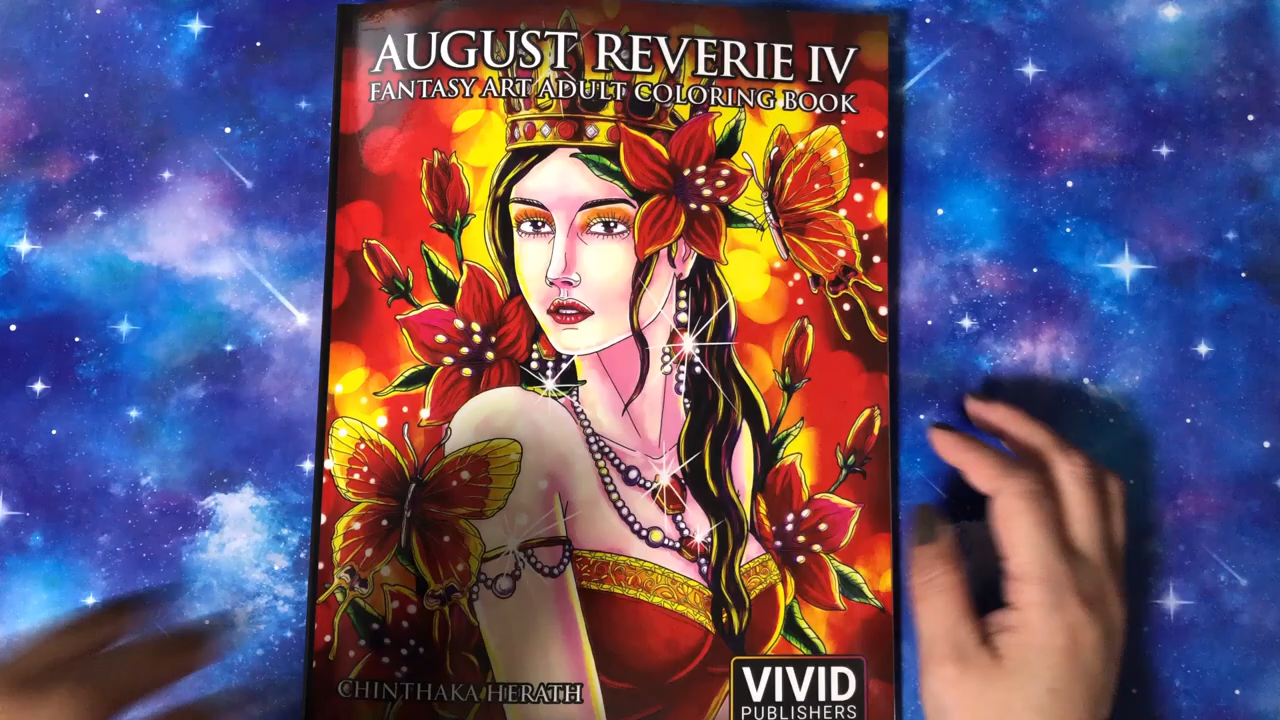 AUGUST REVERIE IV
FANTASY ART ADULT COLORING BOOK
CHINTHAKA HERATH
VIVID
PUBLISHERS